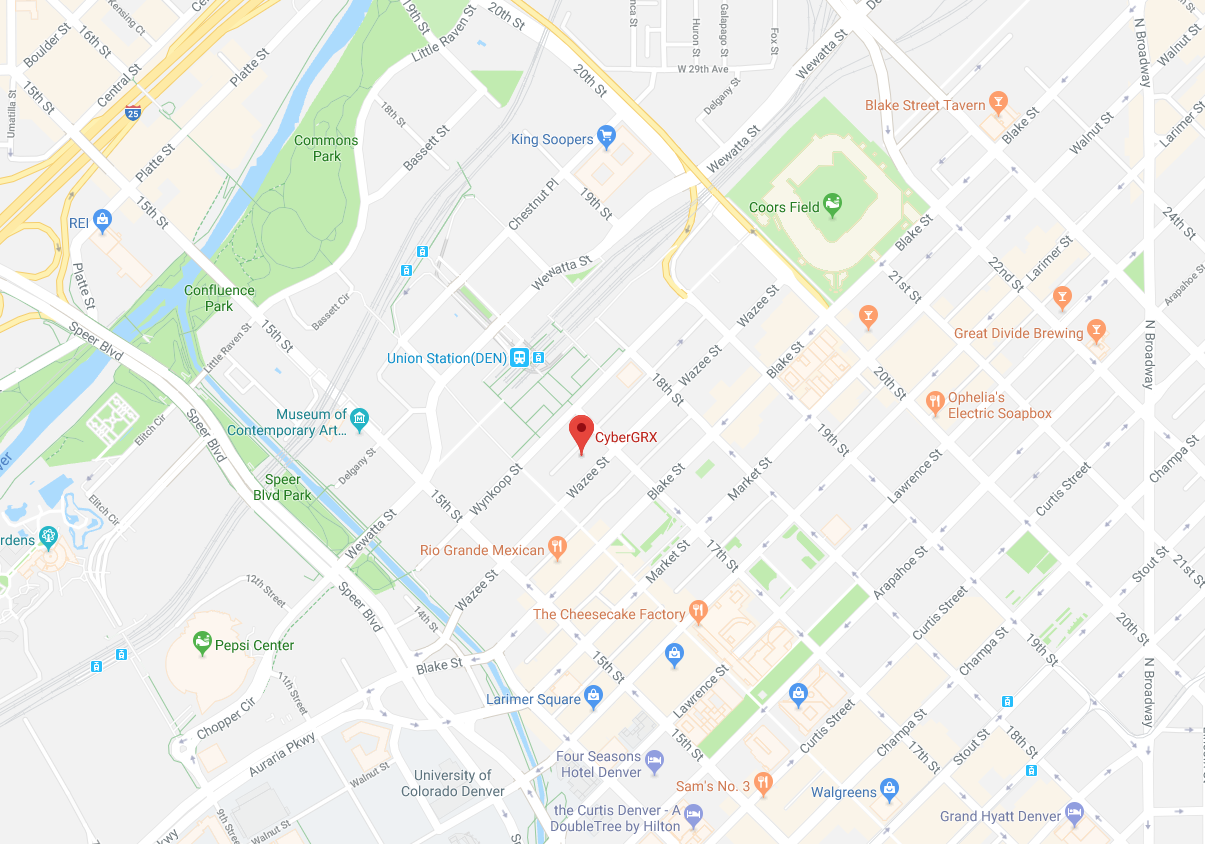 Kensing Ct
19th St
20th St
16th St
Boulder St
Little Raven St
Central St
Platte St
15th St
Umatilla St
25
18th St
Commons
Park
Bassett St
20th St
Huron St
Galapago St
Fox St
W 29th Ave
Delgany St
Wewatta St
N Broadway
Walnut St
Blake Street Tavern
Blake St
Walnut St
Larimer St
King Soopers
Wewatta St
Platte St
15th St
REI
Chestnut Pl
19th St
Coors Field
Blake St
24th St
Larimer St
22nd St
21st St
Arapahoe St
Platte St
Confluence
Park
Wewatta St
Speer Blvd
Little Raven St
15th St
Bassett Cir
Wazee St
Great Divide Brewing
N Broadway
Union Station(DEN)
Wazee St
Blake St
18th St
20th St
Ophelia's
Electric Soapbox
Elitch Cir
Speer Blvd
Museum of
Contemporary Art...
CyberGRX
19th St
Delgany St
Speer
Blvd Park
Wynkoop St
Wazee St
Blake St
Market St
Lawrence St
Curtis Street
Champa St
Elitch Cir
15th St
Wewatta St
rdens
Rio Grande Mexican
Market St
17th St
Arapahoe St
Stout St
21st St
12th Street
Speer Blvd
14th St
Wazee St
The Cheesecake Factory
Curtis Street
Champa St
19th St
20th St
Pepsi Center
Blake St
15th St
11th Street
Larimer Square
Lawrence St
N Broadway
Chopper Cir
Auraria Pkwy
Walnut St
15th St
Curtis Street
Champa St
17th St
Stout St
18th St
University of
Colorado Denver
Four Seasons
Hotel Denver
Sam's No. 3
Walgreens
the Curtis Denver - A
DoubleTree by Hilton
Grand Hyatt Denver
9th Street
Walnut St